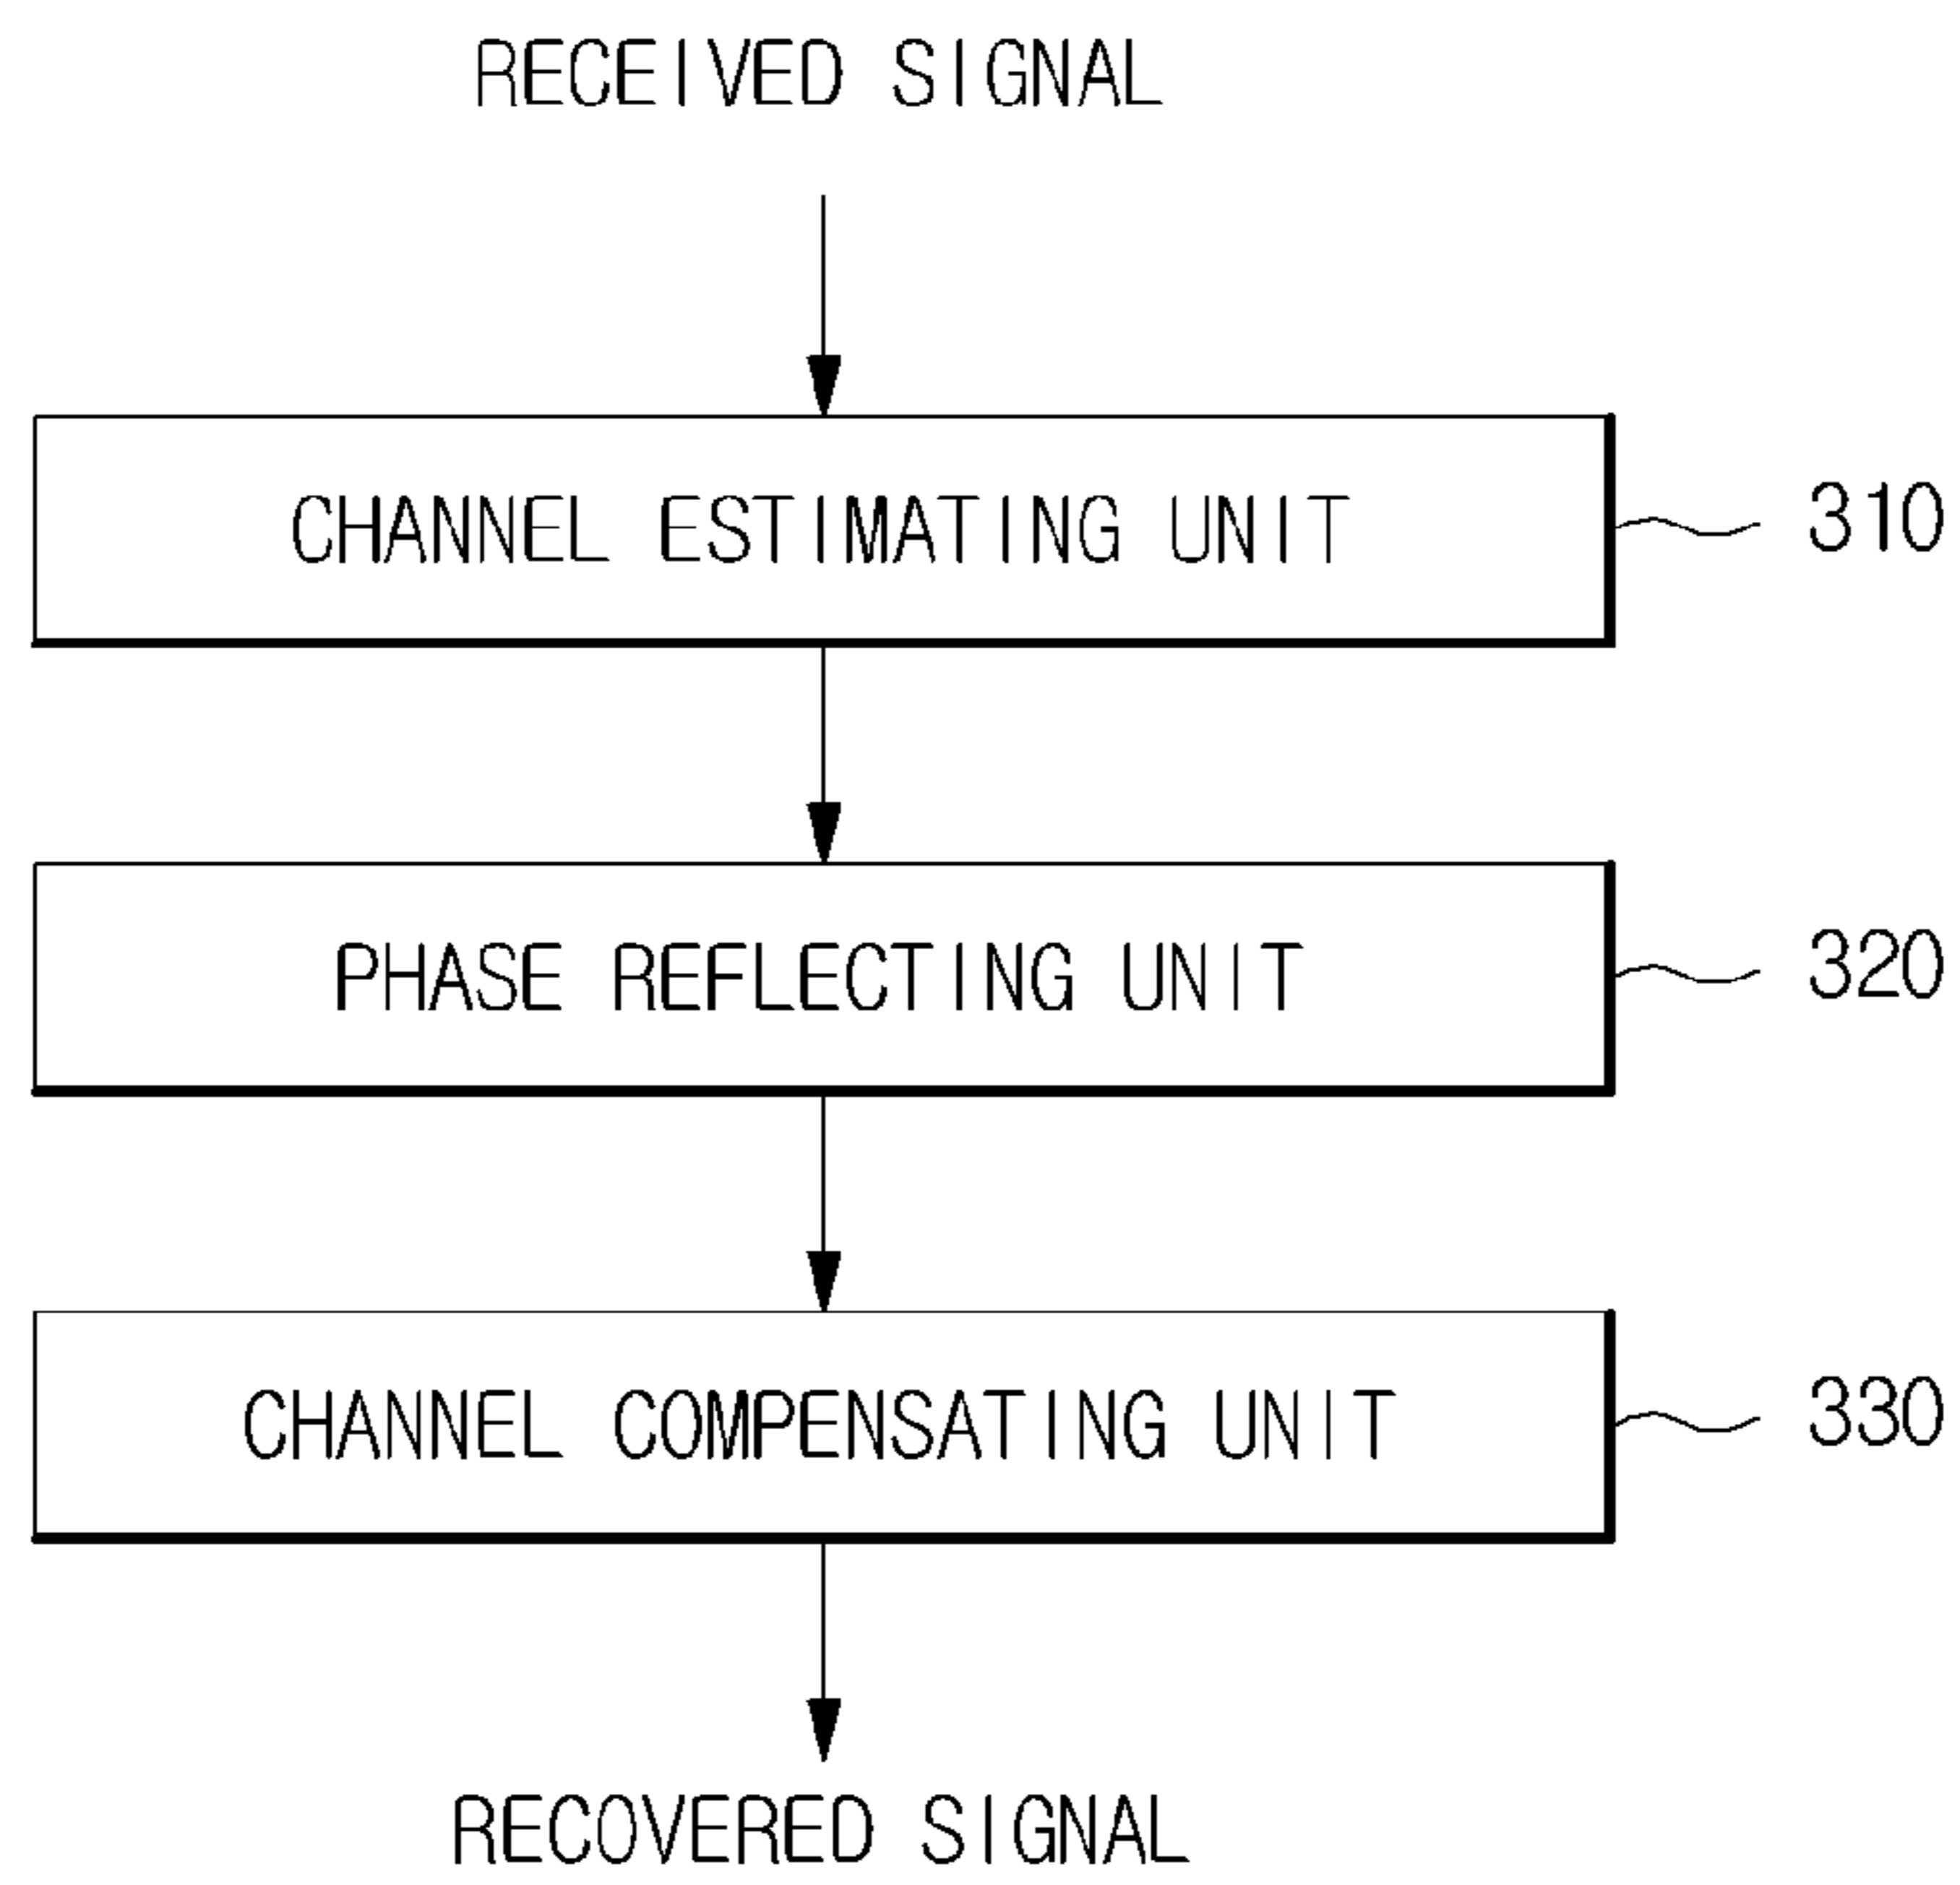 RECEIVED SIGNAL
CHANNEL ESTIMATING UNIT
310
PHASE REFLECTING UNIT
320
CHANNEL COMPENSATING UNIT
330
RECOVERED SIGNAL